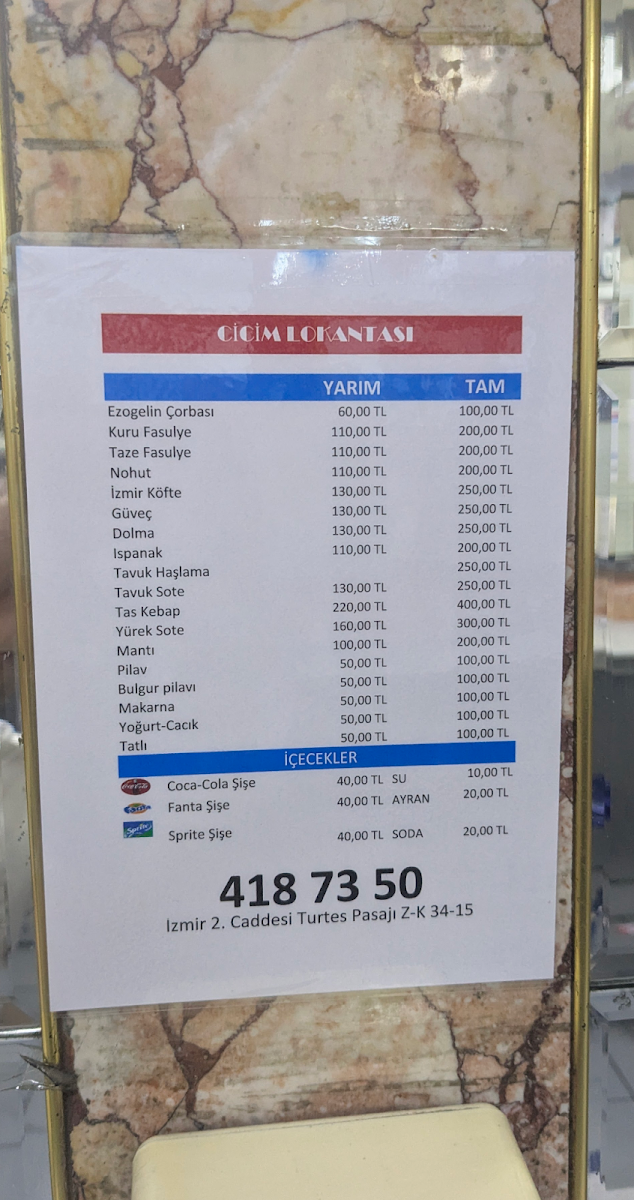 CİCİM LOKANTASI
YARIM TAM
Ezogelin Çorbası 60,00 TL 100,00 TL
Kuru Fasulye 110,00 TL 200,00 TL
Taze Fasulye 110,00 TL 200,00 TL
Nohut 110,00 TL 200,00 TL
İzmir Köfte 130,00 TL 250,00 TL
Güveç 130,00 TL 250,00 TL
Dolma 130,00 TL 250,00 TL
Ispanak 110,00 TL 200,00 TL
Tavuk Haşlama 250,00 TL
Tavuk Sote 130,00 TL 250,00 TL
Tas Kebap 220,00 TL 400,00 TL
Yürek Sote 160,00 TL 300,00 TL
Mantı 100,00 TL 200,00 TL
Pilav 50,00 TL 100,00 TL
Bulgur pilavı 50,00 TL 100,00 TL
Makarna 50,00 TL 100,00 TL
Yoğurt-Cacık 50,00 TL 100,00 TL
Tatlı 50,00 TL 100,00 TL
İÇECEKLER
Coca-Cola Coca-Cola Şişe 40,00 TL SU 10,00 TL
Fanta Fanta Şişe 40,00 TL AYRAN 20,00 TL
Sprite Sprite Şişe 40,00 TL SODA 20,00 TL
418 73 50
Izmir 2. Caddesi Turtes Pasajı Z-K 34-15